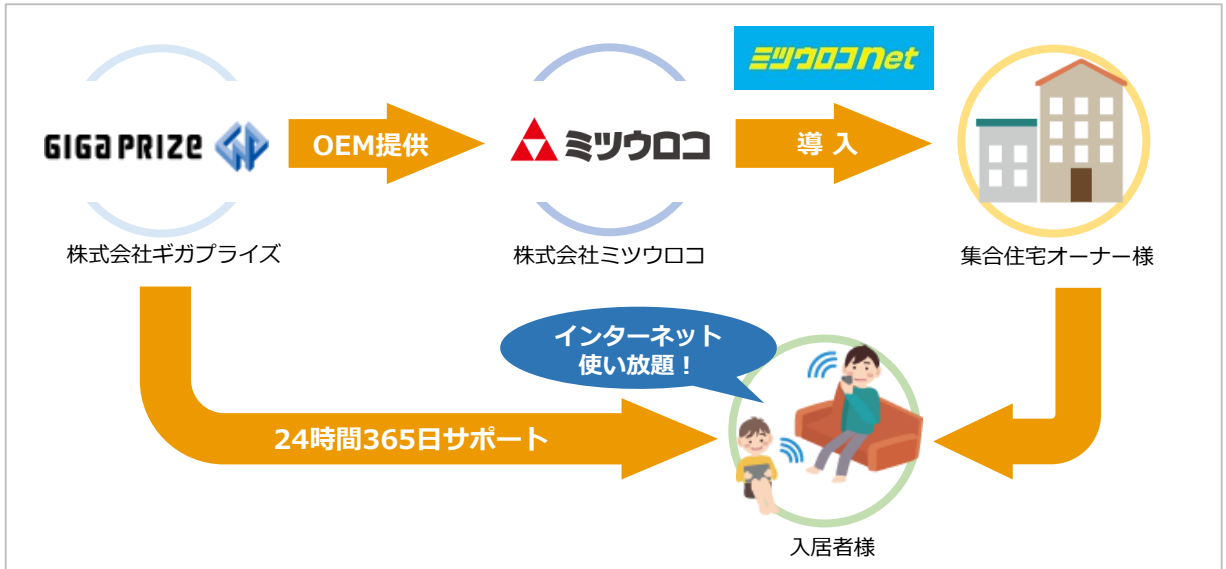 ミツウロコnet
GIGA PRIZE
OEM提供
ミツウロコ
導 入
株式会社ギガプライズ
株式会社ミツウロコ
集合住宅オーナー様
インターネット
使い放題！
24時間365日サポート
入居者様